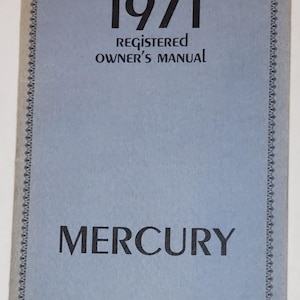 1971
REGISTERED
OWNER'S MANUAL
MERCURY